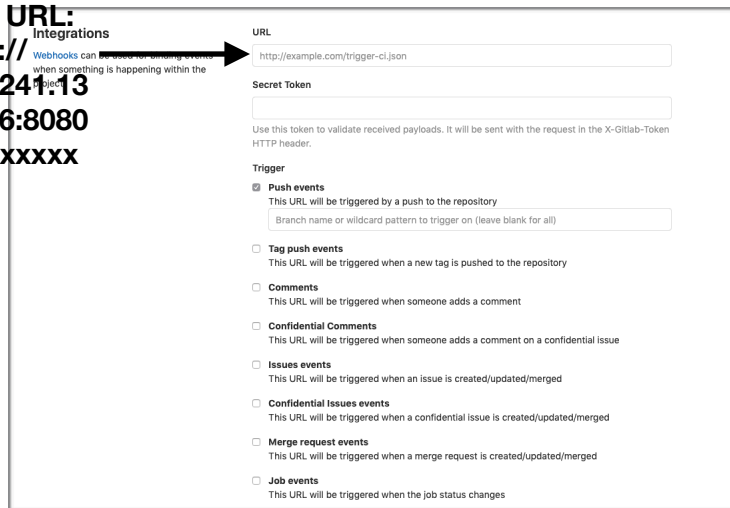 URL:
://
241.13
6:8080
xxxxx
Integrations
Webhooks can be used for binding events
when something is happening within the
project.
URL
http://example.com/trigger-ci.json
Secret Token
Use this token to validate received payloads. It will be sent with the request in the X-Gitlab-Token
HTTP header.
Trigger
Push events
This URL will be triggered by a push to the repository
Branch name or wildcard pattern to trigger on (leave blank for all)
Tag push events
This URL will be triggered when a new tag is pushed to the repository
Comments
This URL will be triggered when someone adds a comment
Confidential Comments
This URL will be triggered when someone adds a comment on a confidential issue
Issues events
This URL will be triggered when an issue is created/updated/merged
Confidential Issues events
This URL will be triggered when a confidential issue is created/updated/merged
Merge request events
This URL will be triggered when a merge request is created/updated/merged
Job events
This URL will be triggered when the job status changes